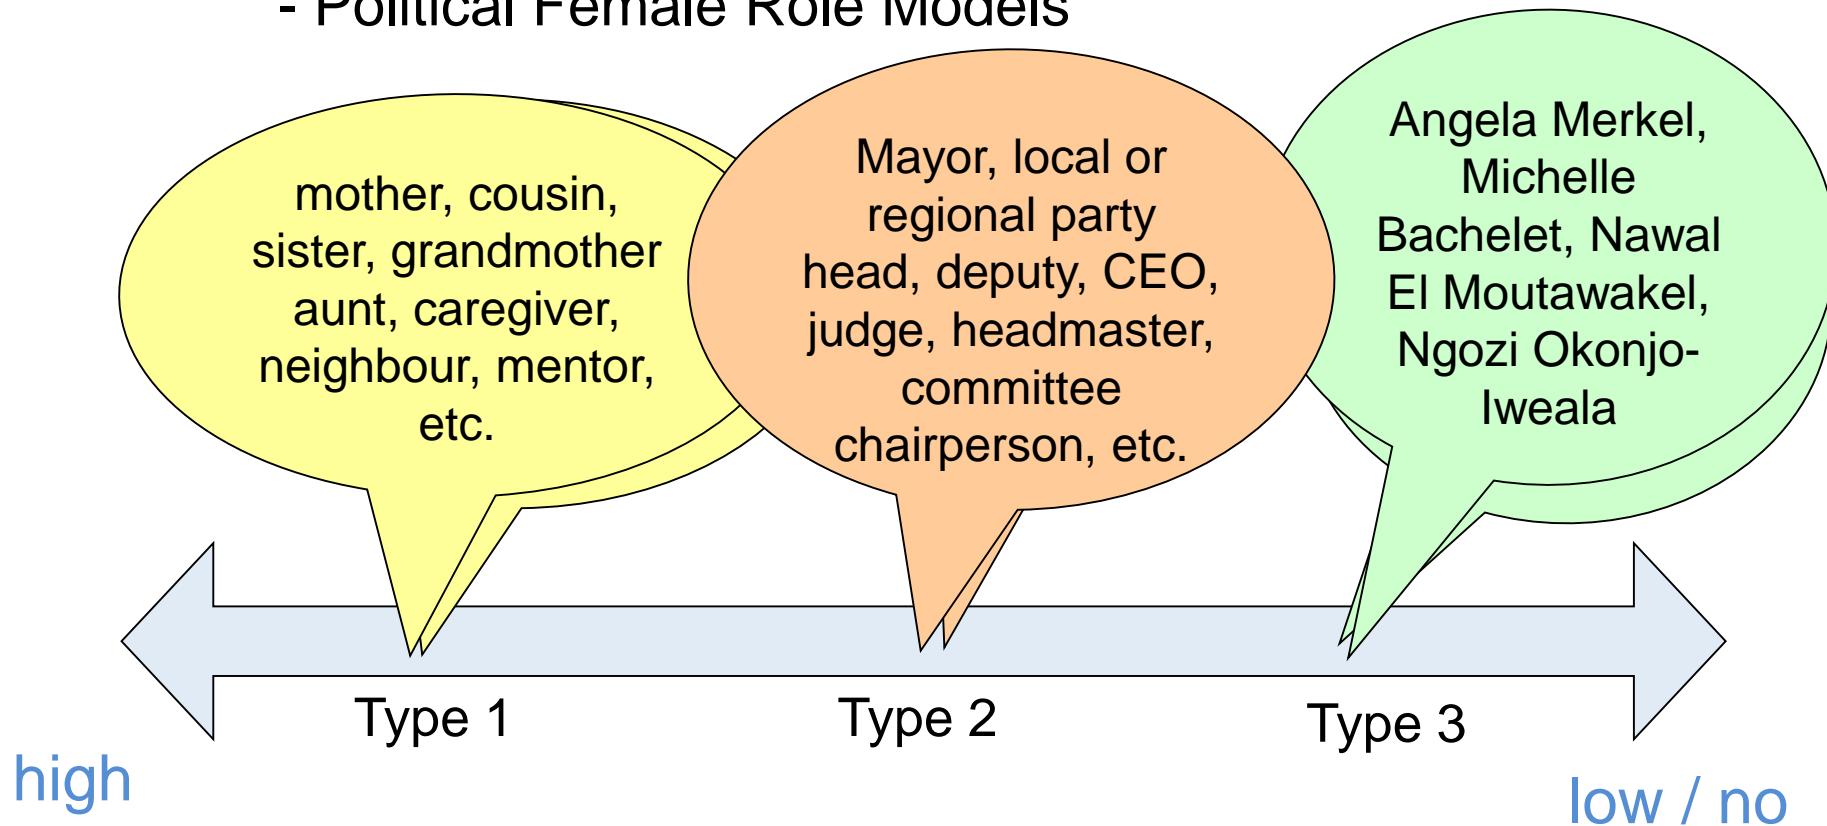 - Political Female Role Models
mother, cousin,
sister, grandmother
aunt, caregiver,
neighbour, mentor,
etc.
Mayor, local or
regional party
head, deputy, CEO,
judge, headmaster,
committee
chairperson, etc.
Angela Merkel,
Michelle
Bachelet, Nawal
El Moutawakel,
Ngozi Okonjo-
Iweala
Type 1
Type 2
Type 3
high
low / no